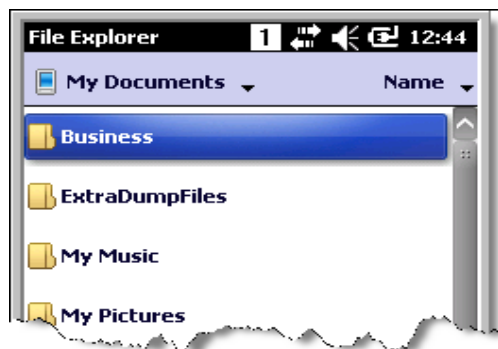 File Explorer 1 12:44
My Documents Name
Business
ExtraDumpFiles
My Music
My Pictures